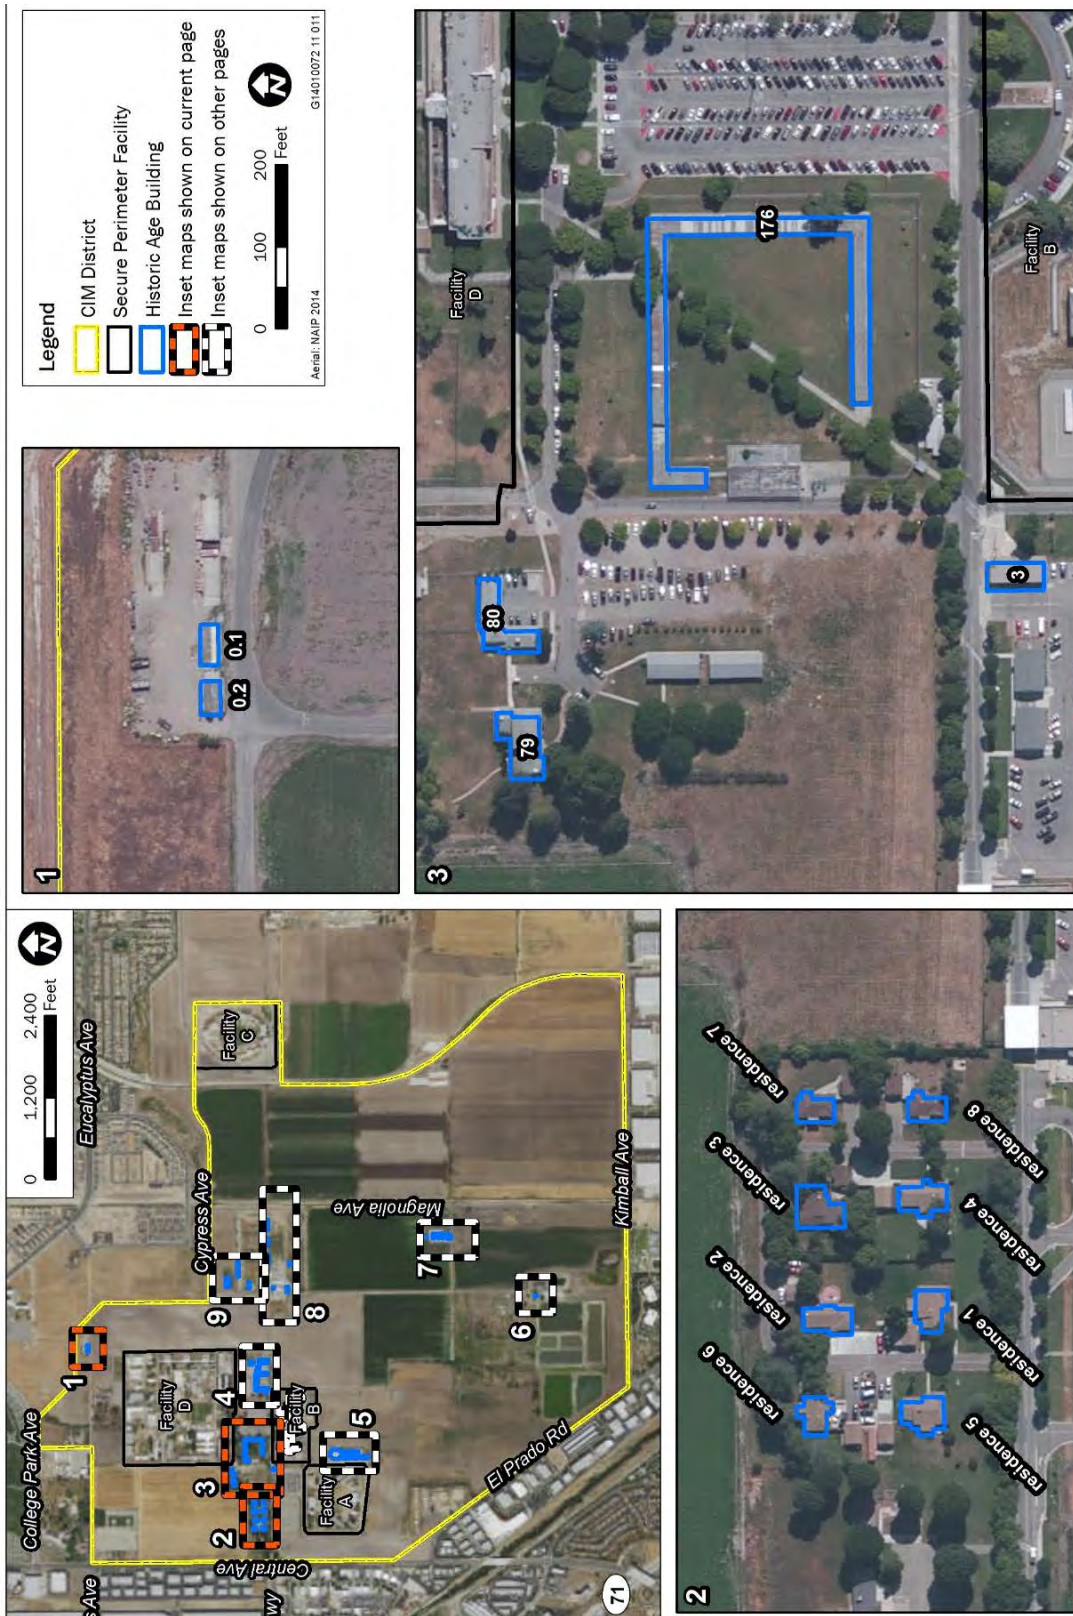 College Park Ave
Eucalyptus Ave
Cypress Ave
Magnolia Ave
Kimball Ave
El Prado Rd
Central Ave
s Ave
wy
71
0 1,200 2,400
Feet
N
Facility
D
Facility
C
Facility
B
Facility
A
1
2
3
4
5
6
7
8
9
1
0.2
0.1
Legend
CIM District
Secure Perimeter Facility
Historic Age Building
Inset maps shown on current page
Inset maps shown on other pages
0 100 200
Feet
N
Aerial: NAIP 2014
G14010072 11 011
2
residence 6
residence 2
residence 3
residence 7
residence 5
residence 1
residence 4
residence 8
3
79
80
176
3
Facility
D
Facility
B